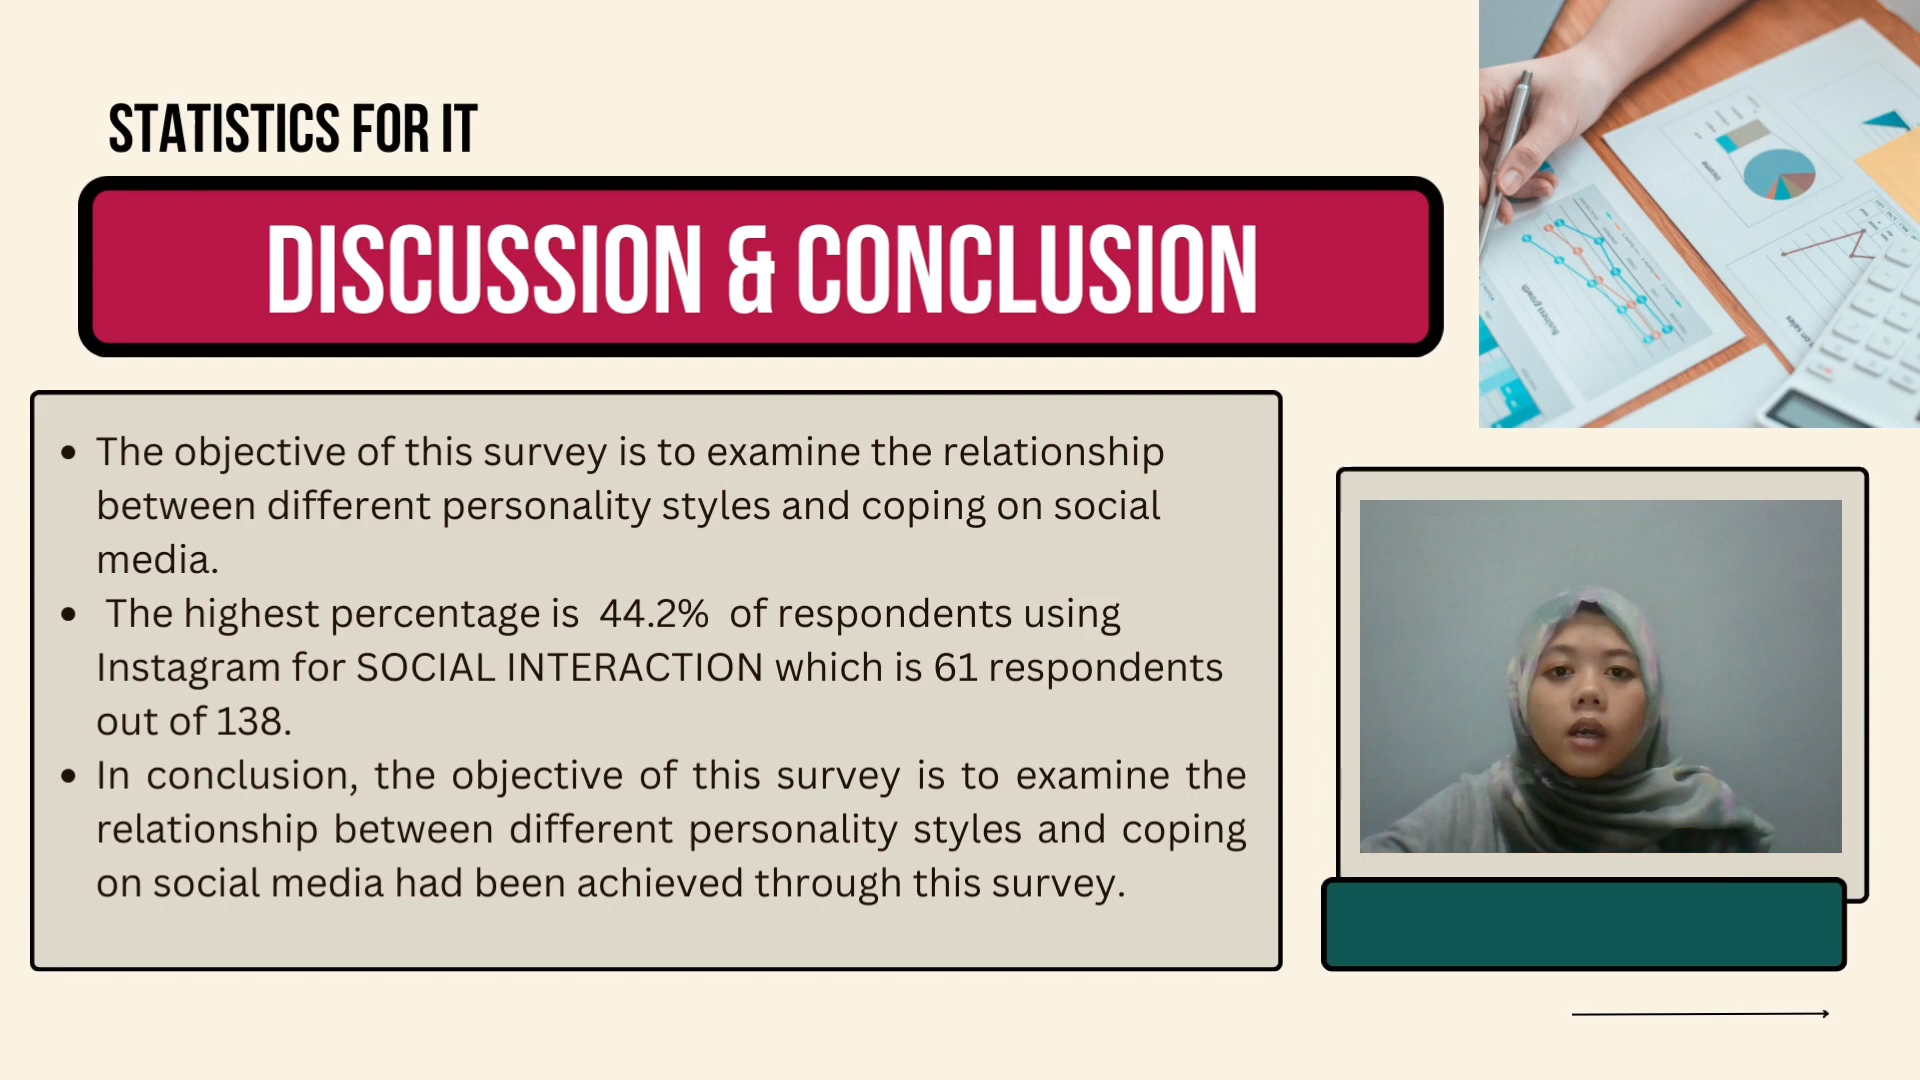 STATISTICS FOR IT
DISCUSSION & CONCLUSION
• The objective of this survey is to examine the relationship
between different personality styles and coping on social
media.
• The highest percentage is 44.2% of respondents using
Instagram for SOCIAL INTERACTION which is 61 respondents
out of 138.
• In conclusion, the objective of this survey is to examine the
relationship between different personality styles and coping
on social media had been achieved through this survey.
Income
Business growth